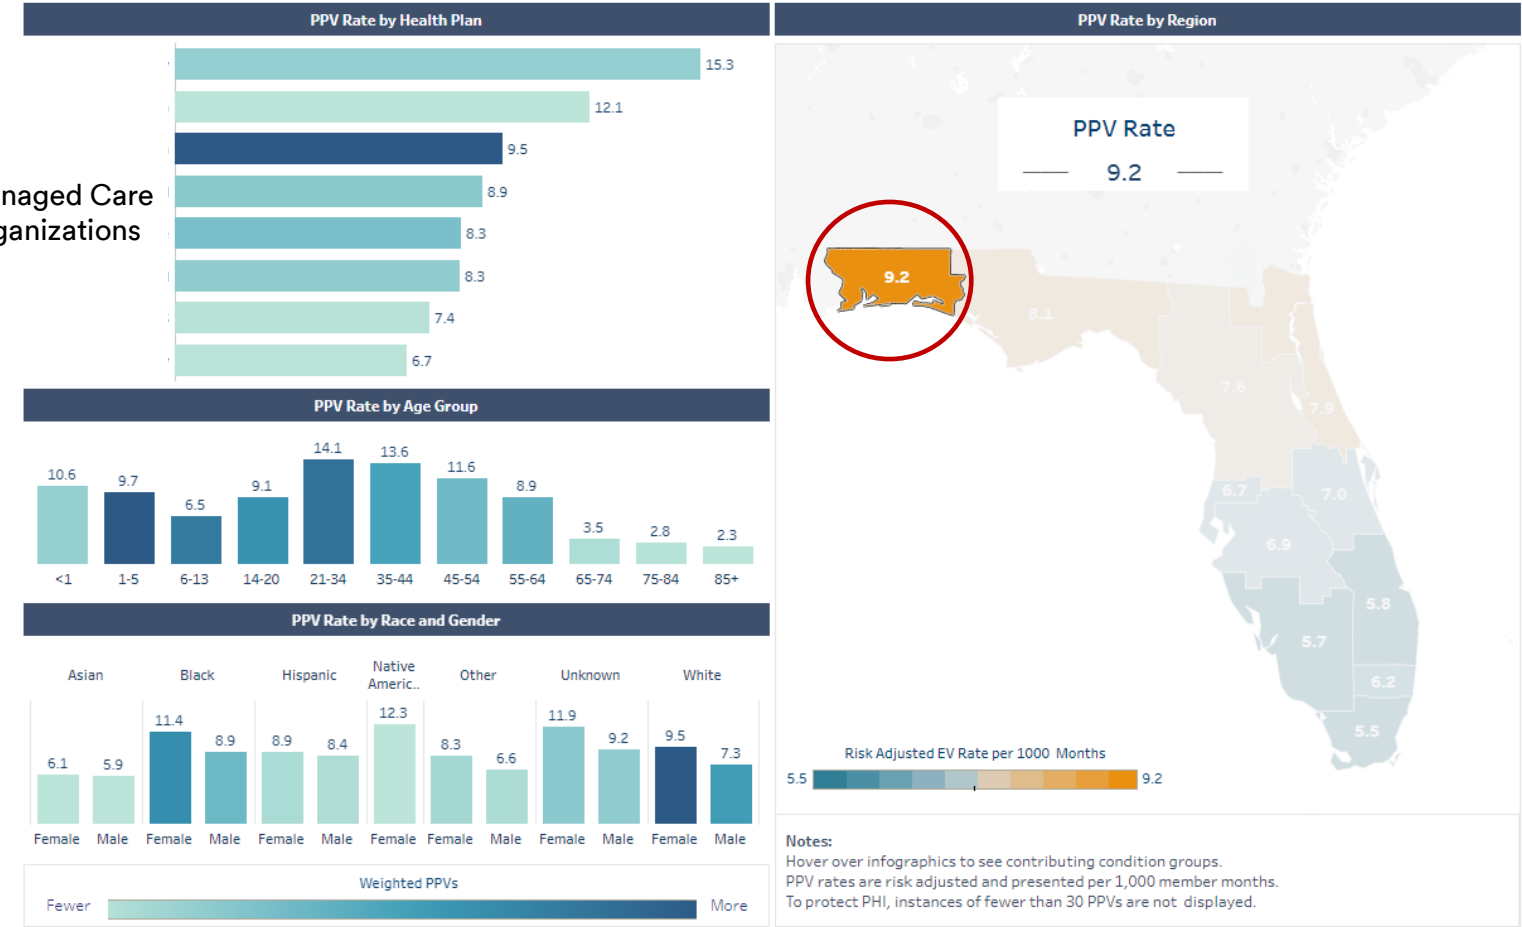 PPV Rate by Health Plan
15.3
12.1
9.5
8.9
8.3
8.3
7.4
6.7
naged Care
ganizations
PPV Rate by Age Group
10.6 9.7 6.5 9.1 14.1 13.6 11.6 8.9 3.5 2.8 2.3
<1 1-5 6-13 14-20 21-34 35-44 45-54 55-64 65-74 75-84 85+
PPV Rate by Race and Gender
Asian Black Hispanic Native Americ.. Other Unknown White
6.1 5.9 11.4 8.9 8.9 8.4 12.3 8.3 6.6 11.9 9.2 9.5 7.3
Female Male Female Male Female Male Female Female Male Female Male Female Male
Weighted PPVs
Fewer More
PPV Rate by Region
PPV Rate
9.2
9.2
8.1
7.6
7.9
6.7
7.0
6.9
5.8
5.7
6.2
5.5
Risk Adjusted EV Rate per 1000 Months
5.5 9.2
Notes:
Hover over infographics to see contributing condition groups.
PPV rates are risk adjusted and presented per 1,000 member months.
To protect PHI, instances of fewer than 30 PPVs are not displayed.